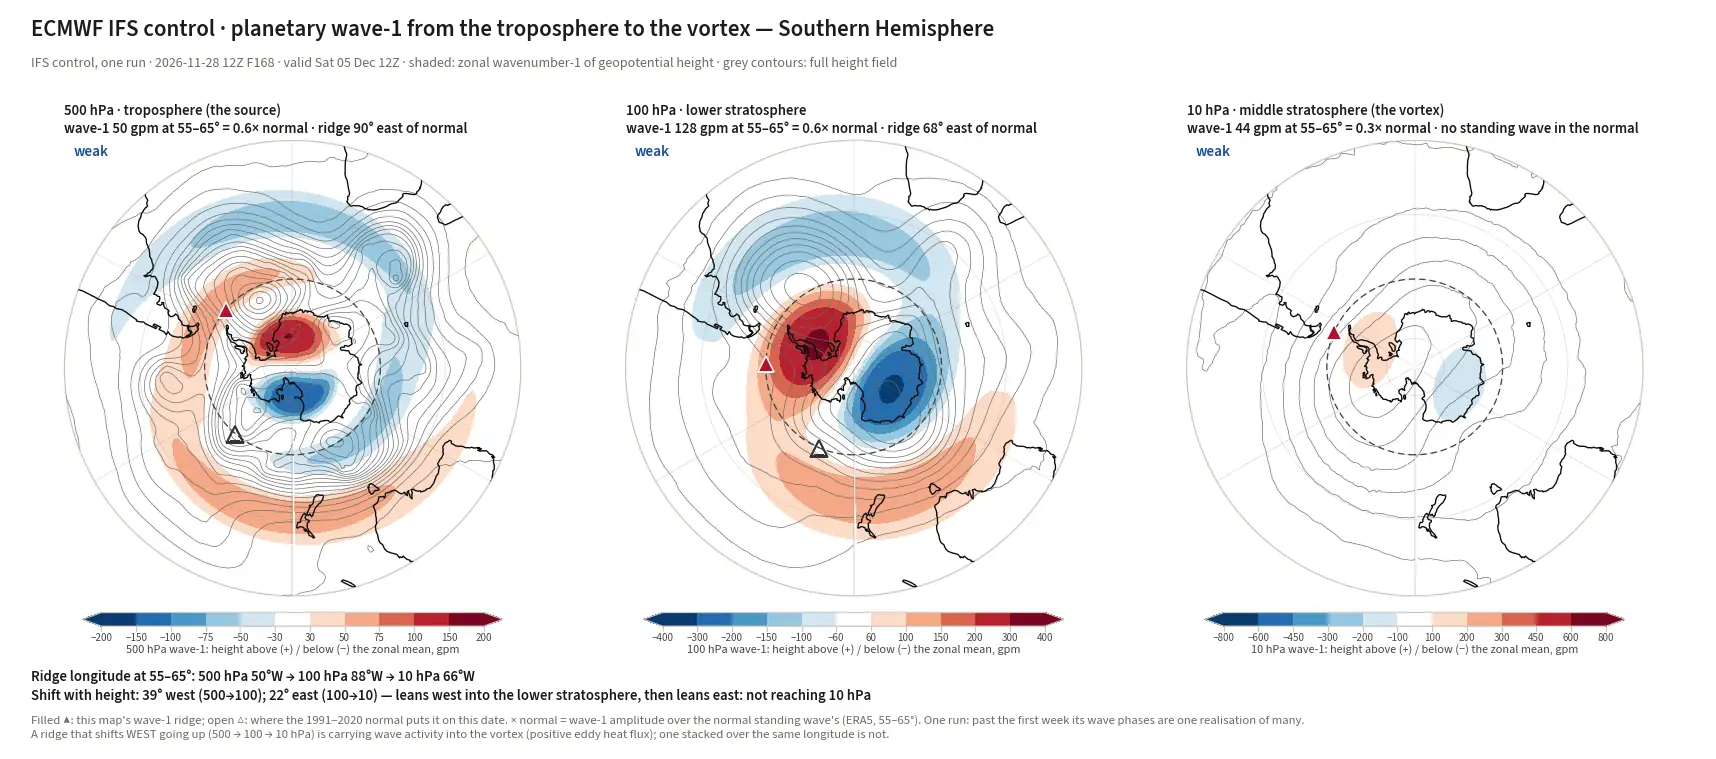 ECMWF IFS control · planetary wave-1 from the troposphere to the vortex — Southern Hemisphere
IFS control, one run · 2026-11-28 12Z F168 · valid Sat 05 Dec 12Z · shaded: zonal wavenumber-1 of geopotential height · grey contours: full height field
500 hPa · troposphere (the source)
wave-1 50 gpm at 55–65° = 0.6× normal · ridge 90° east of normal
weak
100 hPa · lower stratosphere
wave-1 128 gpm at 55–65° = 0.6× normal · ridge 68° east of normal
weak
10 hPa · middle stratosphere (the vortex)
wave-1 44 gpm at 55–65° = 0.3× normal · no standing wave in the normal
weak
−200 −150 −100 −75 −50 −30 30 50 75 100 150 200
500 hPa wave-1: height above (+) / below (−) the zonal mean, gpm
−400 −300 −200 −150 −100 −60 60 100 150 200 300 400
100 hPa wave-1: height above (+) / below (−) the zonal mean, gpm
−800 −600 −450 −300 −200 −100 100 200 300 450 600 800
10 hPa wave-1: height above (+) / below (−) the zonal mean, gpm
Ridge longitude at 55–65°: 500 hPa 50°W → 100 hPa 88°W → 10 hPa 66°W
Shift with height: 39° west (500→100); 22° east (100→10) — leans west into the lower stratosphere, then leans east: not reaching 10 hPa
Filled ▲: this map's wave-1 ridge; open △: where the 1991–2020 normal puts it on this date. × normal = wave-1 amplitude over the normal standing wave's (ERA5, 55–65°). One run: past the first week its wave phases are one realisation of many.
A ridge that shifts WEST going up (500 → 100 → 10 hPa) is carrying wave activity into the vortex (positive eddy heat flux); one stacked over the same longitude is not.